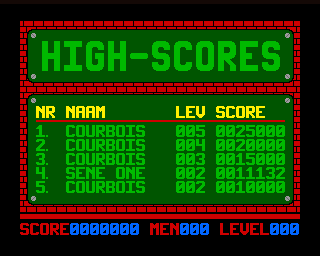 HIGH-SCORES
NR NAAM LEV SCORE
1. COURBOIS 005 0025000
2. COURBOIS 004 0020000
3. COURBOIS 003 0015000
4. SENE ONE 002 0011132
5. COURBOIS 002 0010000
SCORE0000000 MEN000 LEVEL000